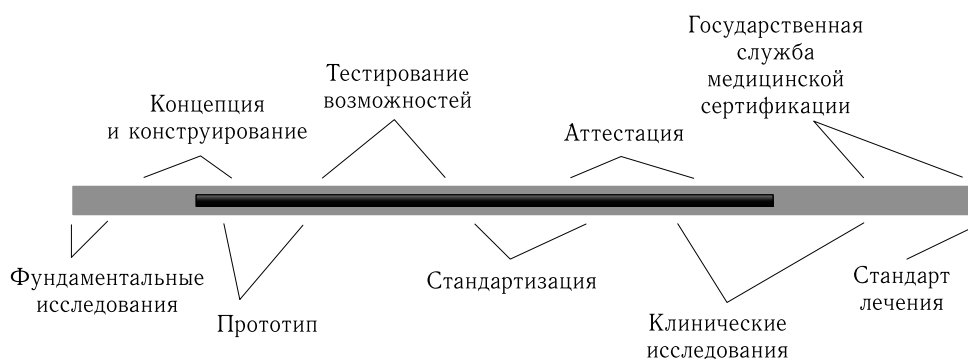 Государственная
служба
медицинской
сертификации
Тестирование
возможностей
Концепция
и конструирование
Аттестация
Фундаментальные
исследования
Прототип
Стандартизация
Клинические
исследования
Стандарт
лечения